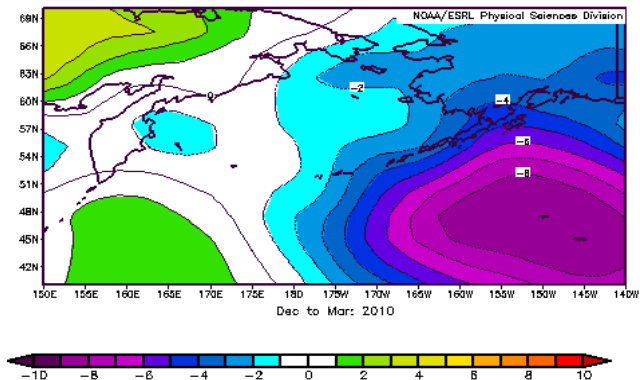 NOAA/ESRL Physical Sciences Division
69N
66N
63N
60N
57N
54N
51N
48N
45N
42N
0
-2
-4
-6
-8
150E 155E 160E 165E 170E 175E 180 175W 170W 165W 160W 155W 150W 145W 140W
Dec to Mar: 2010
-10 -8 -6 -4 -2 0 2 4 6 8 10